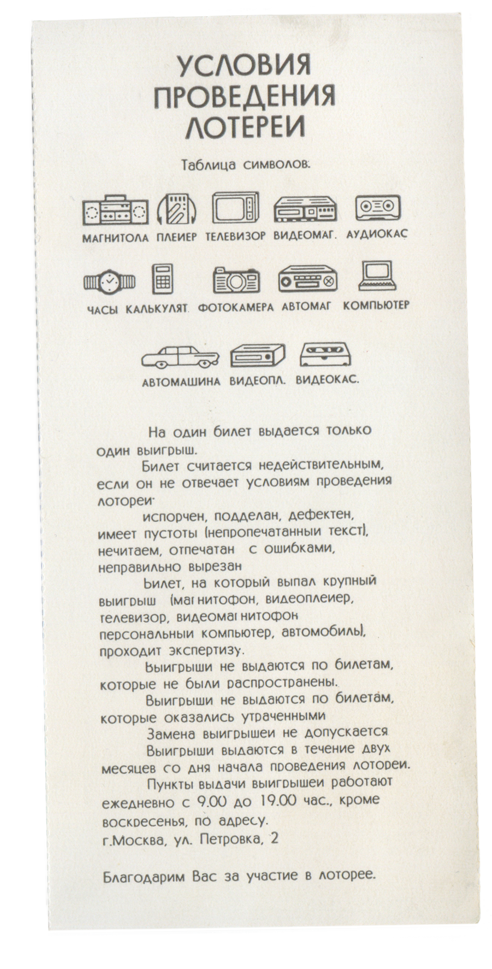 УСЛОВИЯ
ПРОВЕДЕНИЯ
ЛОТЕРЕИ
Таблица символов.
МАГНИТОЛА ПЛЕИЕР ТЕЛЕВИЗОР ВИДЕОМАГ. АУДИОКАС
ЧАСЫ КАЛЬКУЛЯТ ФОТОКАМЕРА АВТОМАГ КОМПЬЮТЕР
АВТОМАШИНА ВИДЕОПЛ. ВИДЕОКАС.
На один билет выдается только
один выигрыш.
Билет считается недействительным,
если он не отвечает условиям проведения
лотореи-
испорчен, подделан, дефектен,
имеет пустоты (непропечатанный текст),
нечитаем, отпечатан с ошибками,
неправильно вырезан
Билет, на который выпал крупный
выигрыш (магнитофон, видеоплеиер,
телевизор, видеомагнитофон
персональный компьютер, автомобиль),
проходит экспертизу.
Выигрыши не выдаются по билетам,
которые не были распространены.
Выигрыши не выдаются по билетам,
которые оказались утраченными
Замена выигрышеи не допускается
Выигрыши выдаются в течение двух
месяцев со дня начала проведения лотореи.
Пункты выдачи выигрышеи работают
ежедневно с 9.00 до 19.00 час., кроме
воскресенья, по адресу.
г.Москва, ул. Петровка, 2
Благодарим Вас за участие в лоторее.